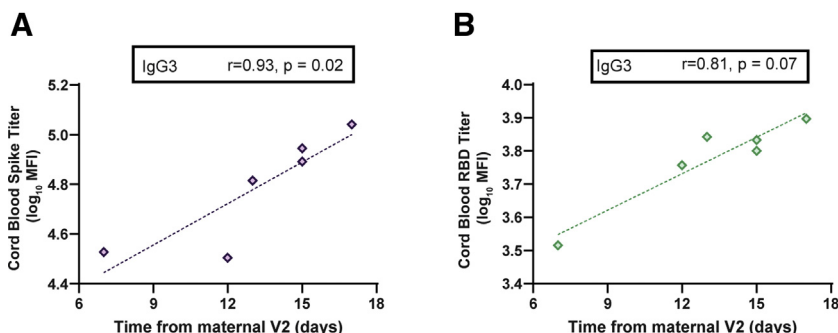 A
IgG3 r=0.93, p = 0.02
Cord Blood Spike Titer
(log10 MFI)
5.2
5.0
4.8
4.6
4.4
6 9 12 15 18
Time from maternal V2 (days)
B
IgG3 r=0.81, p = 0.07
Cord Blood RBD Titer
(log10 MFI)
4.0
3.9
3.8
3.7
3.6
3.5
3.4
6 9 12 15 18
Time from maternal V2 (days)